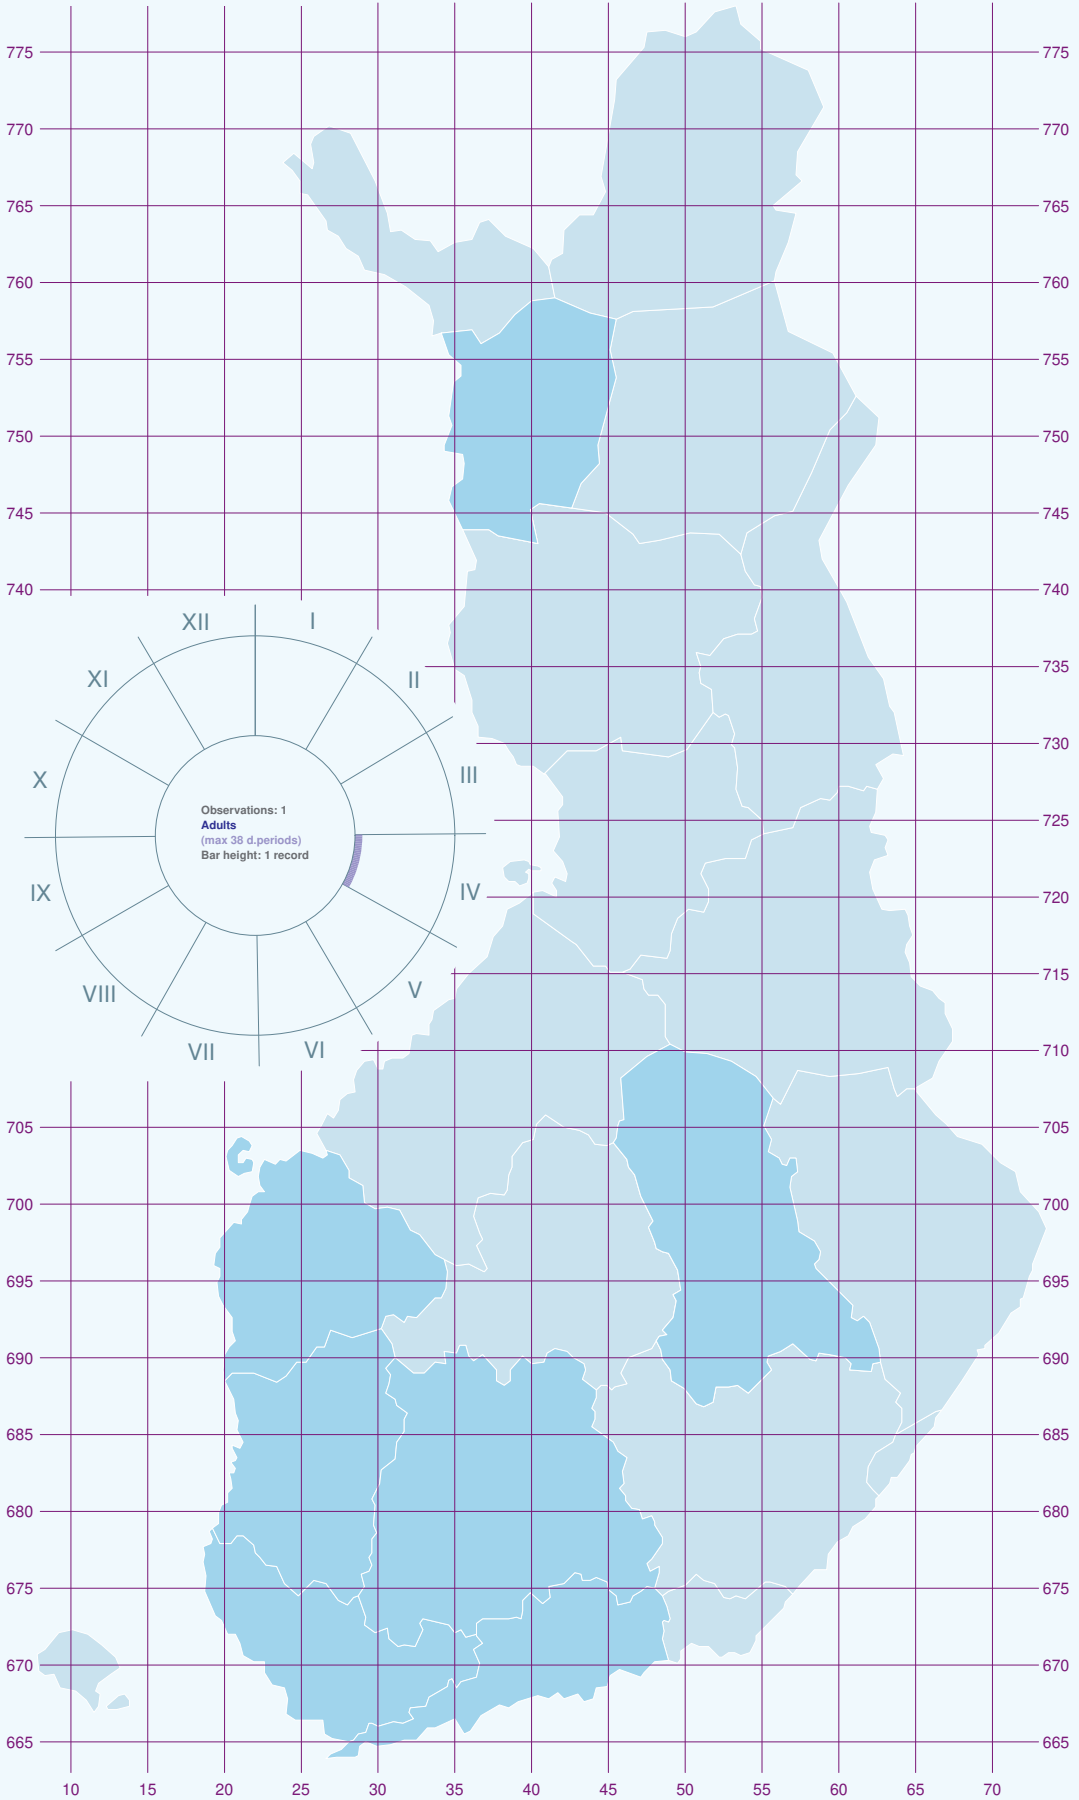 775 775
770 770
765 765
760 760
755 755
750 750
745 745
740 740
XII I
XI II
735
730
X III
725
Observations: 1
Adults
(max 38 d.periods)
Bar height: 1 record
IX IV
720
715
VIII V
VII VI
710
705 705
700 700
695 695
690 690
685 685
680 680
675 675
670 670
665 665
10 15 20 25 30 35 40 45 50 55 60 65 70